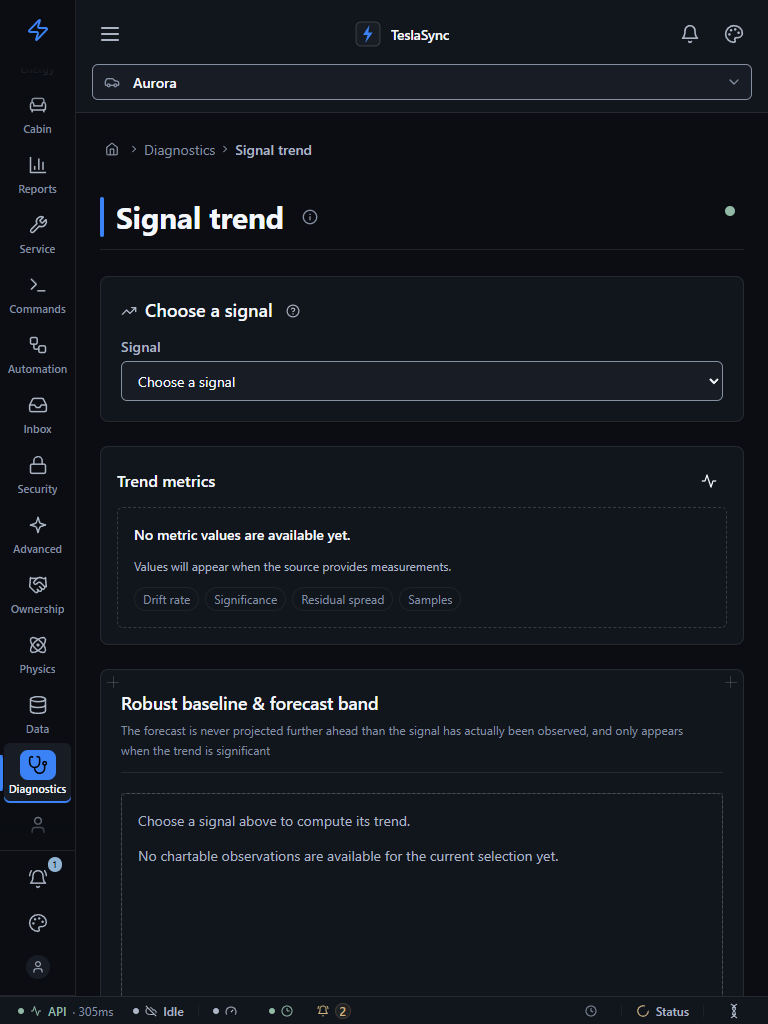 TeslaSync
Aurora
Energy
Cabin
Reports
Service
Commands
Automation
Inbox
Security
Advanced
Ownership
Physics
Data
Diagnostics
1
Diagnostics
Signal trend
Signal trend
Choose a signal
Signal
Choose a signal
Trend metrics
No metric values are available yet.
Values will appear when the source provides measurements.
Drift rate Significance Residual spread Samples
Robust baseline & forecast band
The forecast is never projected further ahead than the signal has actually been observed, and only appears
when the trend is significant
Choose a signal above to compute its trend.
No chartable observations are available for the current selection yet.
API · 305ms Idle 2 Status